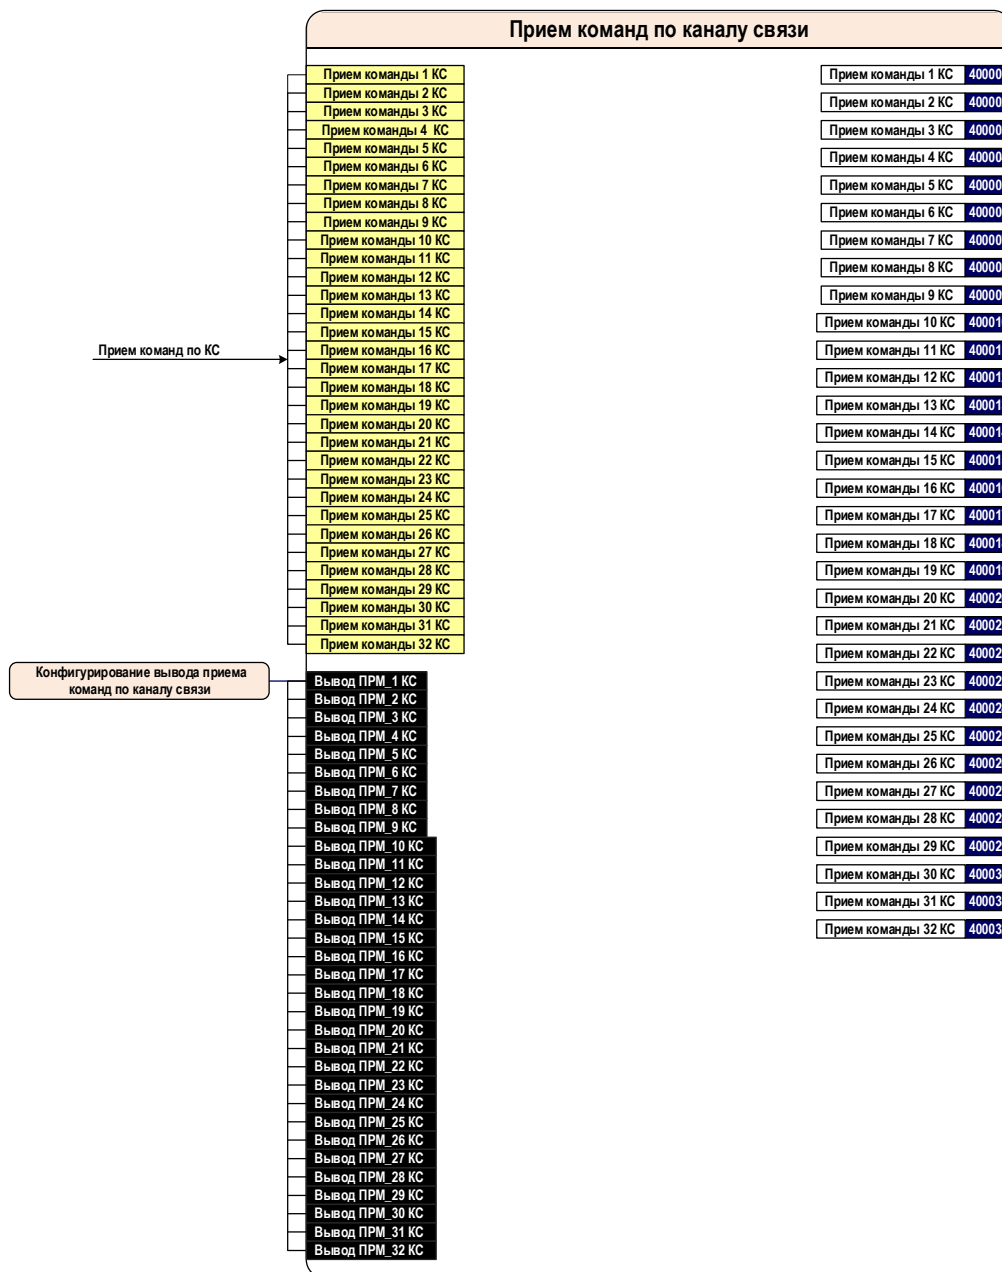 Прием команд по каналу связи
Прием команды 1 КС
Прием команды 2 КС
Прием команды 3 КС
Прием команды 4 КС
Прием команды 5 КС
Прием команды 6 КС
Прием команды 7 КС
Прием команды 8 КС
Прием команды 9 КС
Прием команды 10 КС
Прием команды 11 КС
Прием команды 12 КС
Прием команды 13 КС
Прием команды 14 КС
Прием команды 15 КС
Прием команд по КС
Прием команды 16 КС
Прием команды 17 КС
Прием команды 18 КС
Прием команды 19 КС
Прием команды 20 КС
Прием команды 21 КС
Прием команды 22 КС
Прием команды 23 КС
Прием команды 24 КС
Прием команды 25 КС
Прием команды 26 КС
Прием команды 27 КС
Прием команды 28 КС
Прием команды 29 КС
Прием команды 30 КС
Прием команды 31 КС
Прием команды 32 КС
Конфигурирование вывода приема
команд по каналу связи
Вывод ПРМ_1 КС
Вывод ПРМ_2 КС
Вывод ПРМ_3 КС
Вывод ПРМ_4 КС
Вывод ПРМ_5 КС
Вывод ПРМ_6 КС
Вывод ПРМ_7 КС
Вывод ПРМ_8 КС
Вывод ПРМ_9 КС
Вывод ПРМ_10 КС
Вывод ПРМ_11 КС
Вывод ПРМ_12 КС
Вывод ПРМ_13 КС
Вывод ПРМ_14 КС
Вывод ПРМ_15 КС
Вывод ПРМ_16 КС
Вывод ПРМ_17 КС
Вывод ПРМ_18 КС
Вывод ПРМ_19 КС
Вывод ПРМ_20 КС
Вывод ПРМ_21 КС
Вывод ПРМ_22 КС
Вывод ПРМ_23 КС
Вывод ПРМ_24 КС
Вывод ПРМ_25 КС
Вывод ПРМ_26 КС
Вывод ПРМ_27 КС
Вывод ПРМ_28 КС
Вывод ПРМ_29 КС
Вывод ПРМ_30 КС
Вывод ПРМ_31 КС
Вывод ПРМ_32 КС
Прием команды 1 КС 40000
Прием команды 2 КС 40000
Прием команды 3 КС 40000
Прием команды 4 КС 40000
Прием команды 5 КС 40000
Прием команды 6 КС 40000
Прием команды 7 КС 40000
Прием команды 8 КС 40000
Прием команды 9 КС 40000
Прием команды 10 КС 40001
Прием команды 11 КС 40001
Прием команды 12 КС 40001
Прием команды 13 КС 40001
Прием команды 14 КС 40001
Прием команды 15 КС 40001
Прием команды 16 КС 40001
Прием команды 17 КС 40001
Прием команды 18 КС 40001
Прием команды 19 КС 40001
Прием команды 20 КС 40002
Прием команды 21 КС 40002
Прием команды 22 КС 40002
Прием команды 23 КС 40002
Прием команды 24 КС 40002
Прием команды 25 КС 40002
Прием команды 26 КС 40002
Прием команды 27 КС 40002
Прием команды 28 КС 40002
Прием команды 29 КС 40002
Прием команды 30 КС 40003
Прием команды 31 КС 40003
Прием команды 32 КС 40003